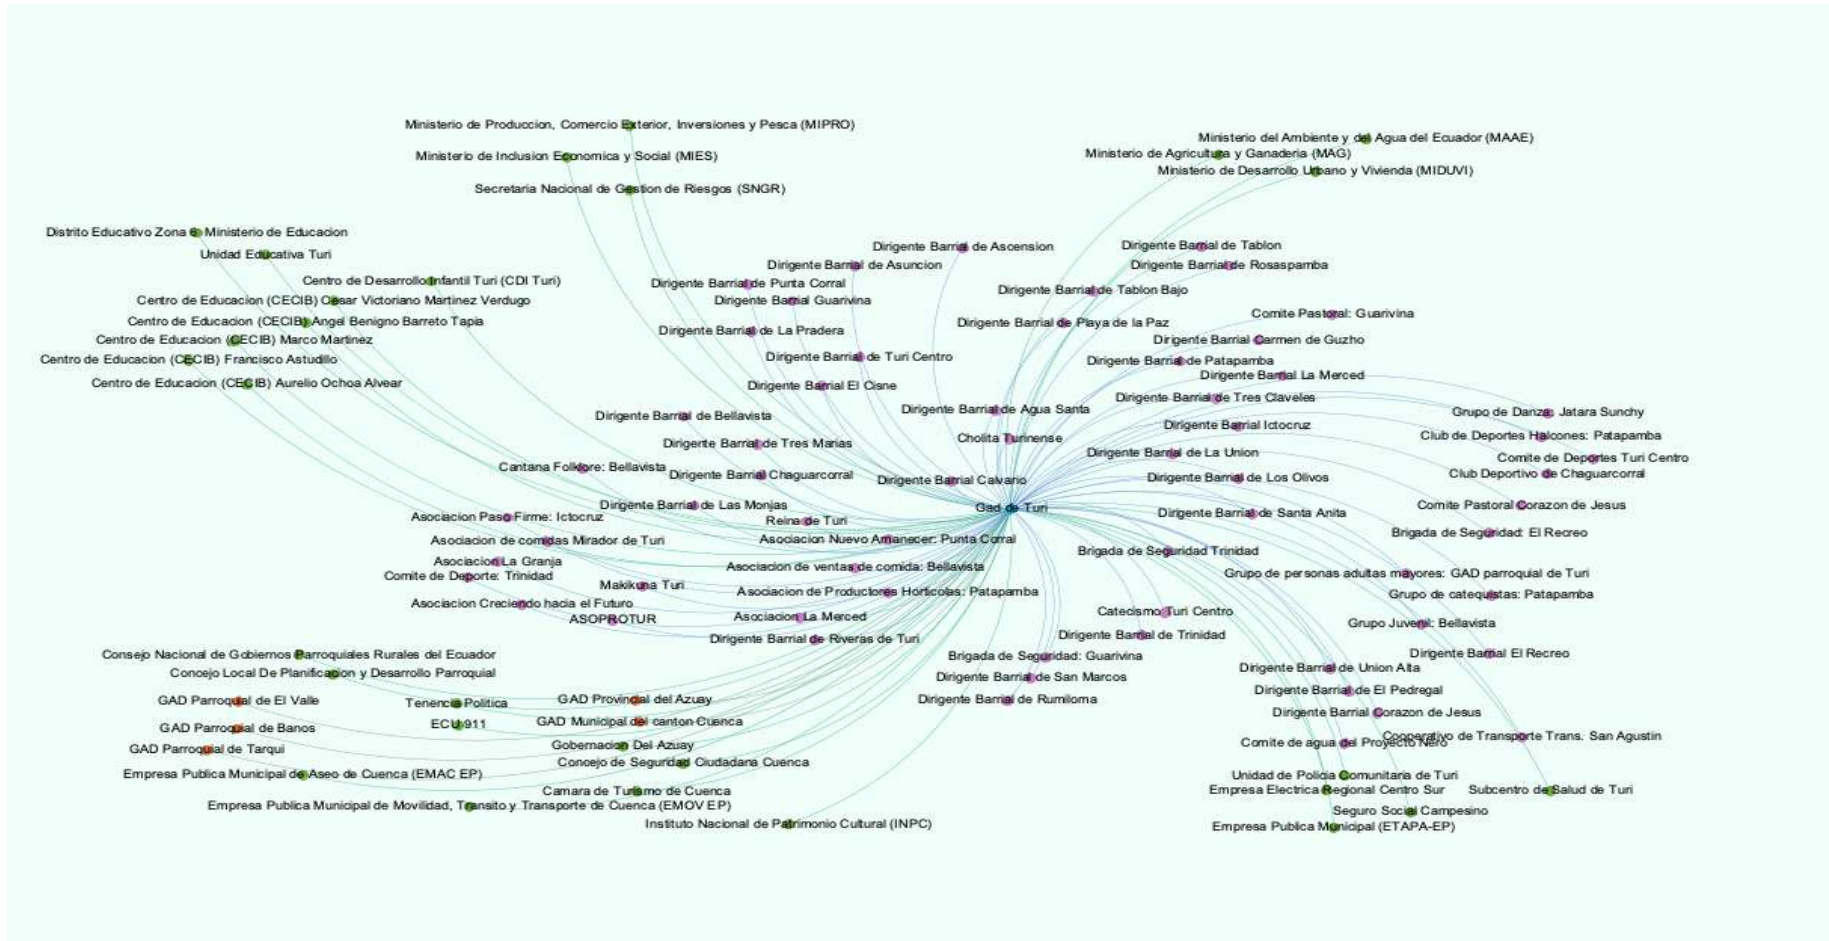 Ministerio de Produccion, Comercio Exterior, Inversiones y Pesca (MIPRO)
Ministerio de Inclusion Economica y Social (MIES)
Secretaria Nacional de Gestion de Riesgos (SNGR)
Ministerio del Ambiente y del Agua del Ecuador (MAAE)
Ministerio de Agricultura y Ganaderia (MAG)
Ministerio de Desarrollo Urbano y Vivienda (MIDUVI)
Distrito Educativo Zona 6 Ministerio de Educacion
Unidad Educativa Turi
Centro de Desarrollo Infantil Turi (CDI Turi)
Centro de Educacion (CECIB) Cesar Victoriano Martinez Verdugo
Centro de Educacion (CECIB) Angel Benigno Barreto Tapia
Centro de Educacion (CECIB) Marco Martinez
Centro de Educacion (CECIB) Francisco Astudillo
Centro de Educacion (CECIB) Aurelio Ochoa Alvear
Dirigente Barrial de Ascension
Dirigente Barrial de Asuncion
Dirigente Barrial de Punta Corral
Dirigente Barrial Guarivina
Dirigente Barrial de La Pradera
Dirigente Barrial de Turi Centro
Dirigente Barrial El Cisne
Dirigente Barrial de Bellavista
Dirigente Barrial de Tres Marias
Cantana Folklore: Bellavista
Dirigente Barrial Chaguarcorral
Dirigente Barrial de Las Monjas
Dirigente Barrial de Tablon
Dirigente Barrial de Rosaspamba
Dirigente Barrial de Tablon Bajo
Dirigente Barrial de Playa de la Paz
Comite Pastoral: Guarivina
Dirigente Barrial Carmen de Guzho
Dirigente Barrial de Patapamba
Dirigente Barrial La Merced
Dirigente Barrial de Tres Claveles
Dirigente Barrial de Agua Santa
Dirigente Barrial Ictocruz
Cholita Turinense
Dirigente Barrial de La Union
Dirigente Barrial Calvario
Dirigente Barrial de Los Olivos
Gad de Turi
Dirigente Barrial de Santa Anita
Grupo de Danza: Jatara Sunchy
Club de Deportes Halcones: Patapamba
Comite de Deportes Turi Centro
Club Deportivo de Chaguarcorral
Comite Pastoral Corazon de Jesus
Brigada de Seguridad: El Recreo
Brigada de Seguridad Trinidad
Grupo de personas adultas mayores: GAD parroquial de Turi
Grupo de catequistas: Patapamba
Grupo Juvenil: Bellavista
Dirigente Barrial El Recreo
Asociacion Paso Firme: Ictocruz
Reina de Turi
Asociacion de comidas Mirador de Turi
Asociacion Nuevo Amanecer: Punta Corral
Asociacion La Granja
Asociacion de ventas de comida: Bellavista
Comite de Deporte: Trinidad
Makikuna Turi
Asociacion de Productores Horticolas: Patapamba
Asociacion Creciendo hacia el Futuro
ASOPROTUR
Asociacion La Merced
Dirigente Barrial de Riveras de Turi
Catecismo Turi Centro
Dirigente Barrial de Trinidad
Brigada de Seguridad: Guarivina
Dirigente Barrial de San Marcos
Dirigente Barrial de Rumiloma
Dirigente Barrial de Union Alta
Dirigente Barrial de El Pedregal
Dirigente Barrial Corazon de Jesus
Cooperativo de Transporte Trans. San Agustin
Comite de agua del Proyecto Nero
Unidad de Policia Comunitaria de Turi
Empresa Electrica Regional Centro Sur
Subcentro de Salud de Turi
Seguro Social Campesino
Empresa Publica Municipal (ETAPA-EP)
Consejo Nacional de Gobiernos Parroquiales Rurales del Ecuador
Concejo Local De Planificacion y Desarrollo Parroquial
GAD Parroquial de El Valle
Tenencia Politica
GAD Provincial del Azuay
ECU 911
GAD Municipal del canton Cuenca
GAD Parroquial de Banos
GAD Parroquial de Tarqui
Gobernacion Del Azuay
Concejo de Seguridad Ciudadana Cuenca
Empresa Publica Municipal de Aseo de Cuenca (EMAC EP)
Camara de Turismo de Cuenca
Empresa Publica Municipal de Movilidad, Transito y Transporte de Cuenca (EMOV EP)
Instituto Nacional de Patrimonio Cultural (INPC)